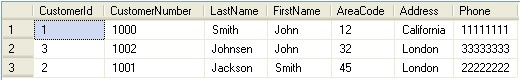 CustomerId CustomerNumber LastName FirstName AreaCode Address Phone
1 1 1000 Smith John 12 California 11111111
2 3 1002 Johnsen John 32 London 33333333
3 2 1001 Jackson Smith 45 London 22222222